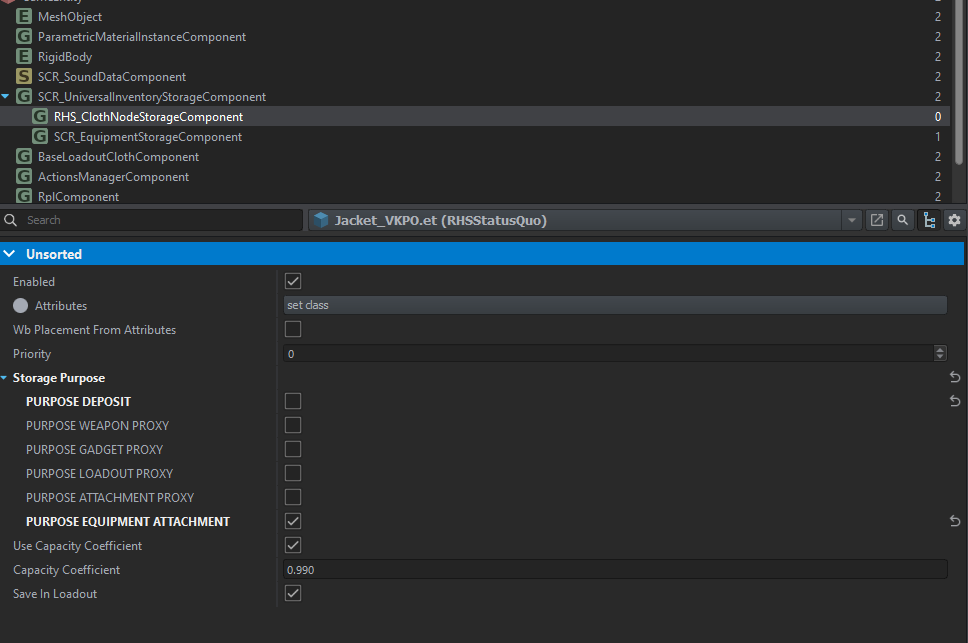 E MeshObject 2
G ParametricMaterialInstanceComponent 2
E RigidBody 2
S SCR_SoundDataComponent 2
G SCR_UniversalInventoryStorageComponent 2
G RHS_ClothNodeStorageComponent 0
G SCR_EquipmentStorageComponent 1
G BaseLoadoutClothComponent 2
G ActionsManagerComponent 2
G RplComponent 2
Search Jacket_VKPO.et (RHSStatusQuo)
Unsorted
Enabled
Attributes set class
Wb Placement From Attributes
Priority 0
Storage Purpose
PURPOSE DEPOSIT
PURPOSE WEAPON PROXY
PURPOSE GADGET PROXY
PURPOSE LOADOUT PROXY
PURPOSE ATTACHMENT PROXY
PURPOSE EQUIPMENT ATTACHMENT
Use Capacity Coefficient
Capacity Coefficient 0.990
Save In Loadout